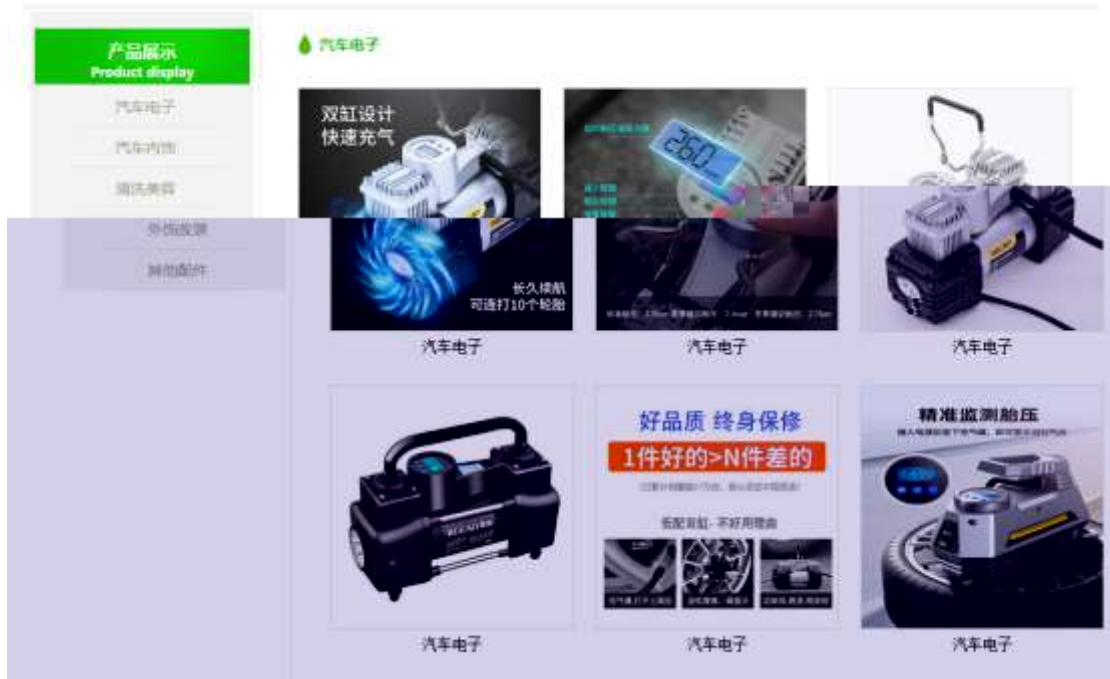 产品展示
Product display
汽车电子
汽车内饰
清洗美容
外饰改装
其他配件
汽车电子
双缸设计
快速充气
长久续航
可连打10个轮胎
260
汽车电子
汽车电子
汽车电子
好品质 终身保修
1件好的>N件差的
低配双缸- 不好用理由
精准监测胎压
汽车电子
汽车电子
汽车电子